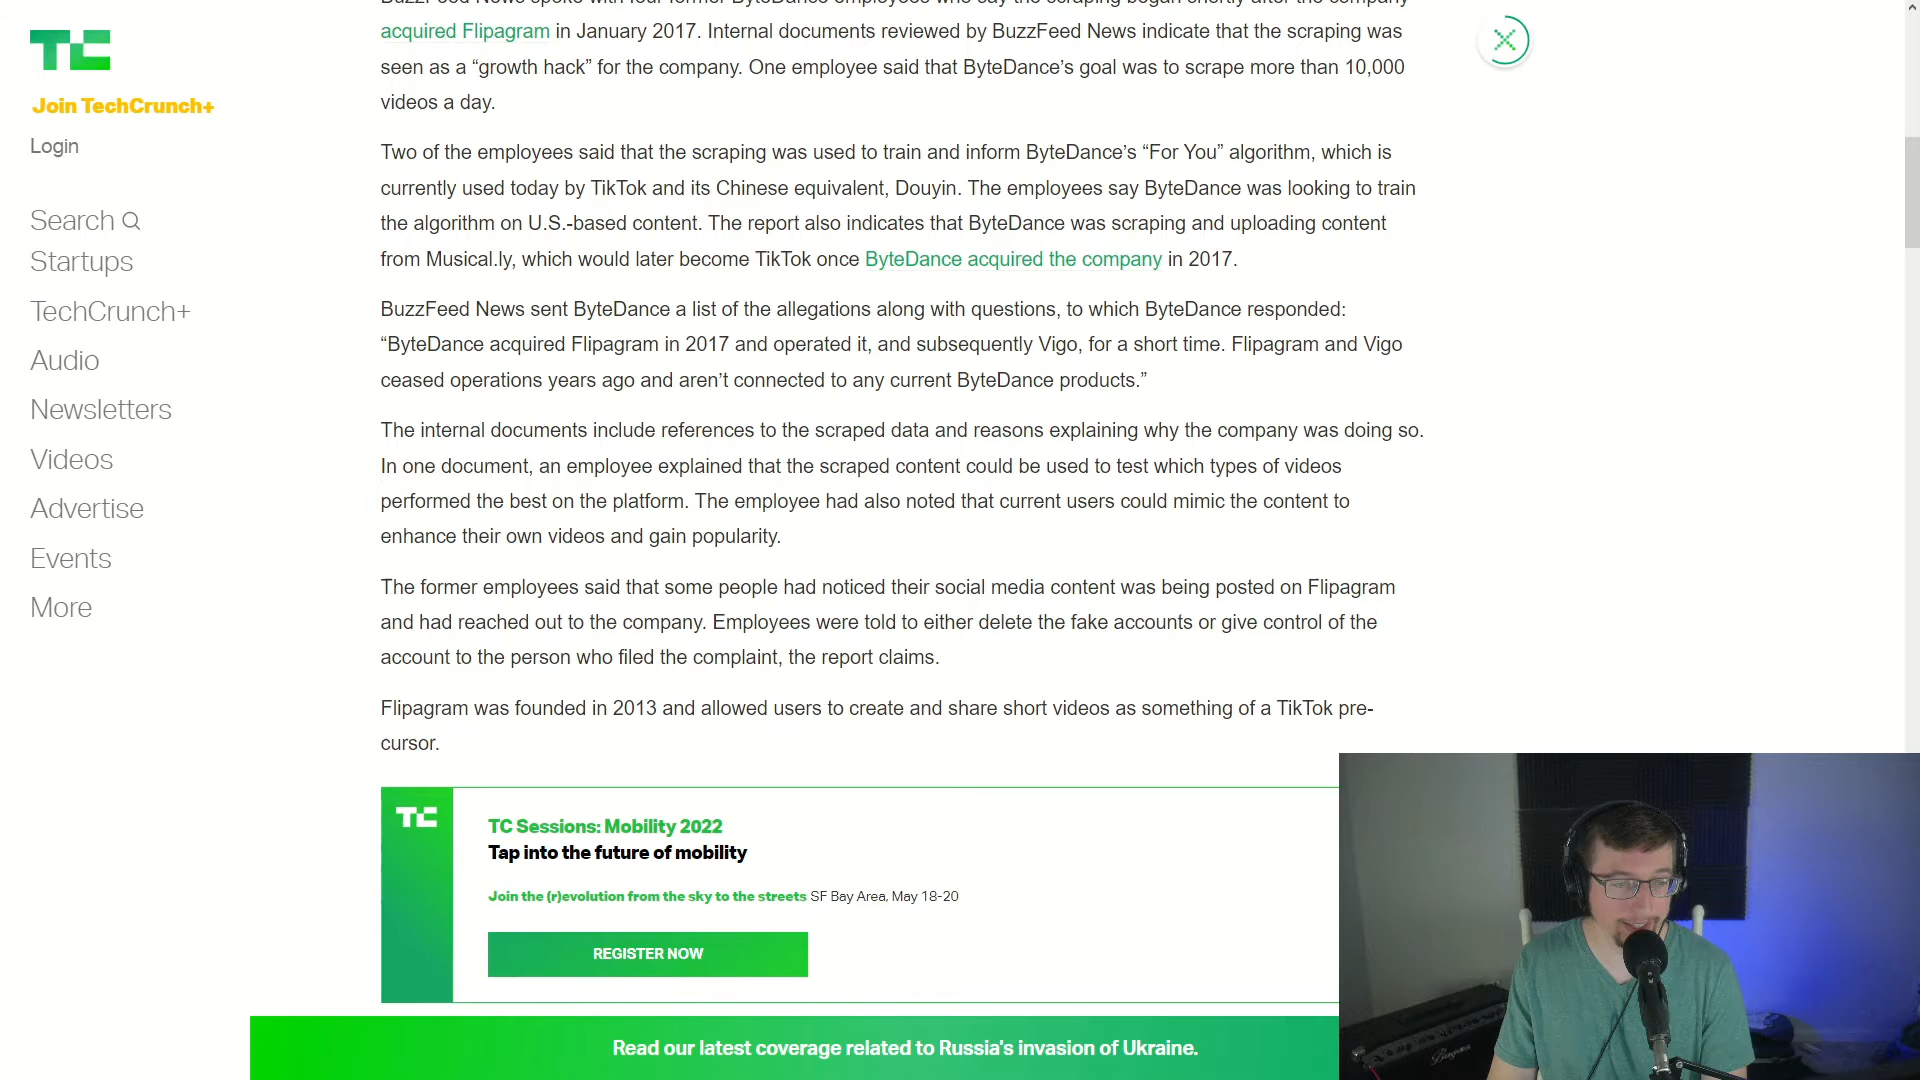 acquired Flipagram in January 2017. Internal documents reviewed by BuzzFeed News indicate that the scraping was
seen as a “growth hack” for the company. One employee said that ByteDance’s goal was to scrape more than 10,000
videos a day.
Two of the employees said that the scraping was used to train and inform ByteDance’s “For You” algorithm, which is
currently used today by TikTok and its Chinese equivalent, Douyin. The employees say ByteDance was looking to train
the algorithm on U.S.-based content. The report also indicates that ByteDance was scraping and uploading content
from Musical.ly, which would later become TikTok once ByteDance acquired the company in 2017.
BuzzFeed News sent ByteDance a list of the allegations along with questions, to which ByteDance responded:
“ByteDance acquired Flipagram in 2017 and operated it, and subsequently Vigo, for a short time. Flipagram and Vigo
ceased operations years ago and aren’t connected to any current ByteDance products.”
The internal documents include references to the scraped data and reasons explaining why the company was doing so.
In one document, an employee explained that the scraped content could be used to test which types of videos
performed the best on the platform. The employee had also noted that current users could mimic the content to
enhance their own videos and gain popularity.
The former employees said that some people had noticed their social media content was being posted on Flipagram
and had reached out to the company. Employees were told to either delete the fake accounts or give control of the
account to the person who filed the complaint, the report claims.
Flipagram was founded in 2013 and allowed users to create and share short videos as something of a TikTok pre-
cursor.
TC
Join TechCrunch+
Login
Search
Startups
TechCrunch+
Audio
Newsletters
Videos
Advertise
Events
More
TC
TC Sessions: Mobility 2022
Tap into the future of mobility
Join the (r)evolution from the sky to the streets SF Bay Area, May 18-20
REGISTER NOW
Read our latest coverage related to Russia's invasion of Ukraine.